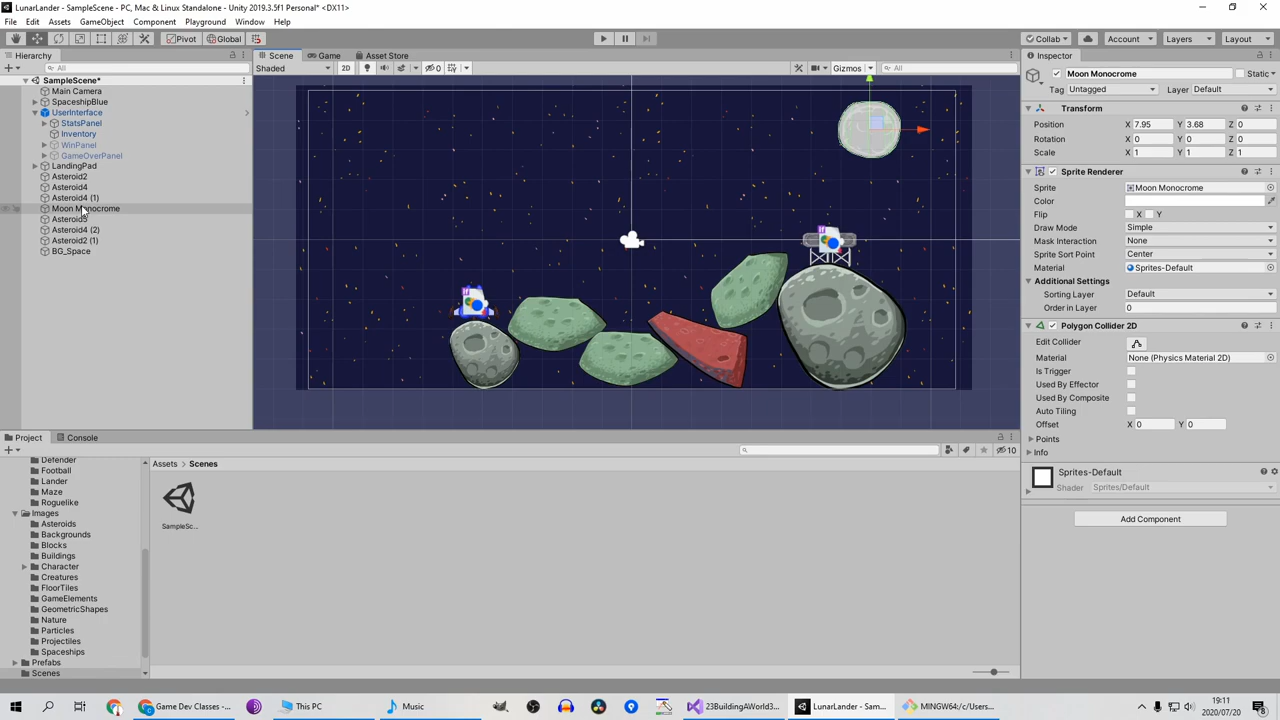 LunarLander - SampleScene - PC, Mac & Linux Standalone - Unity 2019.3.5f1 Personal* <DX11>
File Edit Assets GameObject Component Playground Window Help
Pivot Global Collab Account Layers Layout
Hierarchy Scene Game Asset Store Inspector
All Shaded 2D 0 Gizmos All Moon Monocrome Static
SampleScene*
Main Camera Tag Untagged Layer Default
SpaceshipBlue
UserInterface Transform
StatsPanel Position X 7.95 Y 3.68 Z 0
Inventory Rotation X 0 Y 0 Z 0
WinPanel Scale X 1 Y 1 Z 1
GameOverPanel
LandingPad Sprite Renderer
Asteroid2
Asteroid4 Sprite Moon Monocrome
Asteroid4 (1) Color
Moon Monocrome Flip X Y
Draw Mode Simple
Asteroid4 (2) Mask Interaction None
Asteroid2 (1) Sprite Sort Point Center
BG_Space Material Sprites-Default
Additional Settings
Sorting Layer Default
Order in Layer 0
Polygon Collider 2D
Edit Collider
Material None (Physics Material 2D)
Is Trigger
Used By Effector
Used By Composite
Auto Tiling
Offset X 0 Y 0
Project Console Points
10 Info
Defender Assets Scenes
Football Sprites-Default
Lander Shader Sprites/Default
Maze
Roguelike
Images Add Component
Asteroids SampleSc...
Backgrounds
Blocks
Buildings
Character
Creatures
FloorTiles
GameElements
GeometricShapes
Nature
Particles
Projectiles
Spaceships
Prefabs
Scenes
Game Dev Classes -... This PC Music 23BuildingAWorld3... LunarLander - Sam... MINGW64:/c/Users... 19:11
2020/07/20